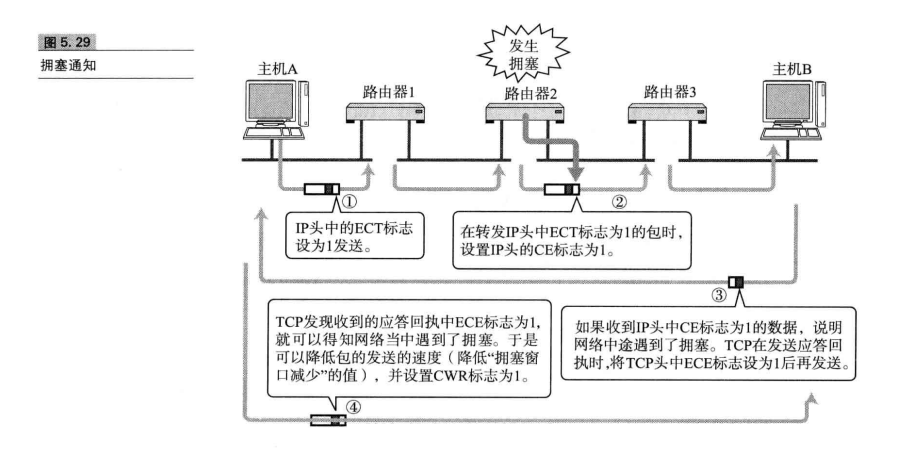 图 5. 29
拥塞通知
发生
拥塞
主机A
路由器1
路由器2
路由器3
主机B
①
IP头中的ECT标志
设为1发送。
②
在转发IP头中ECT标志为1的包时，
设置IP头的CE标志为1。
③
如果收到IP头中CE标志为1的数据，说明
网络中途遇到了拥塞。TCP在发送应答回
执时,将TCP头中ECE标志设为1后再发送。
TCP发现收到的应答回执中ECE标志为1,
就可以得知网络当中遇到了拥塞。于是
可以降低包的发送的速度（降低“拥塞窗
口减少”的值），并设置CWR标志为1。
④